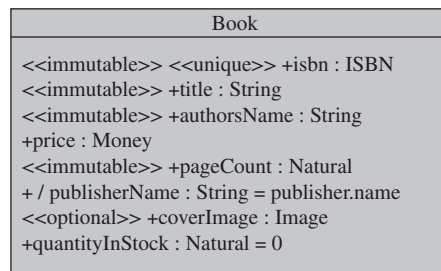 Book
<<immutable>> <<unique>> +isbn : ISBN
<<immutable>> +title : String
<<immutable>> +authorsName : String
+price : Money
<<immutable>> +pageCount : Natural
+ / publisherName : String = publisher.name
<<optional>> +coverImage : Image
+quantityInStock : Natural = 0